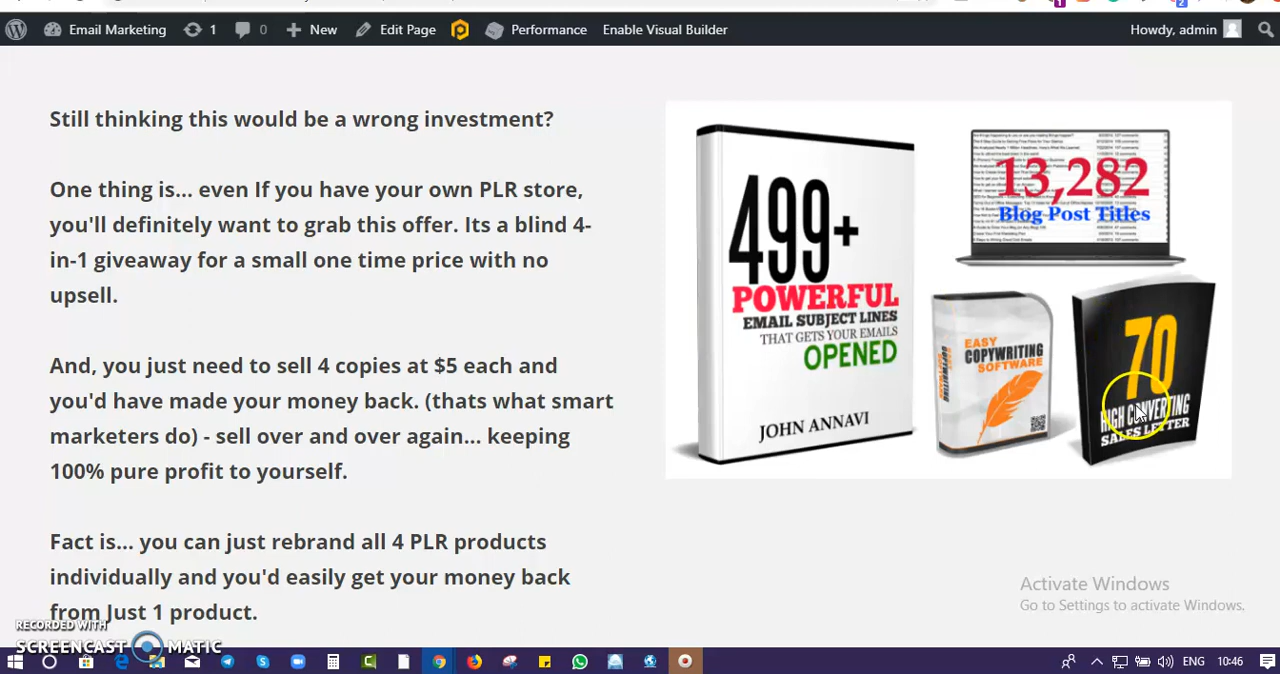 Email Marketing
1
0
New
Edit Page
Performance
Enable Visual Builder
Howdy, admin
Still thinking this would be a wrong investment?
One thing is... even If you have your own PLR store,
you'll definitely want to grab this offer. Its a blind 4-
in-1 giveaway for a small one time price with no
upsell.
And, you just need to sell 4 copies at $5 each and
you'd have made your money back. (thats what smart
marketers do) - sell over and over again... keeping
100% pure profit to yourself.
Fact is... you can just rebrand all 4 PLR products
individually and you'd easily get your money back
from Just 1 product.
499+
POWERFUL
EMAIL SUBJECT LINES
THAT GETS YOUR EMAILS
OPENED
JOHN ANNAVI
13,282
Blog Post Titles
EASY
COPYWRITING
SOFTWARE
70
HIGH CONVERTING
SALES LETTER
Activate Windows
Go to Settings to activate Windows.
RECORDED WITH
SCREENCAST MATIC
ENG
10:46